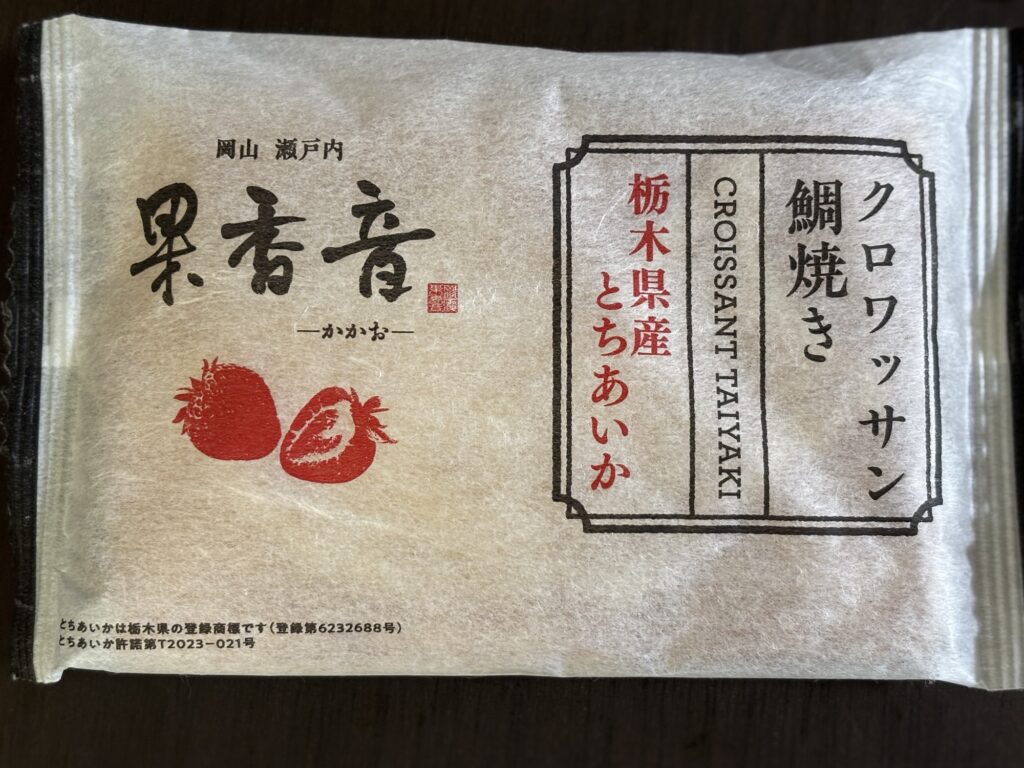 岡山 瀬戸内
果香音
―かかお―
クロワッサン
鯛焼き
CROISSANT TAIYAKI
栃木県産
とちあいか
とちあいかは栃木県の登録商標です(登録第6232688号)
とちあいか許諾第T2023-021号